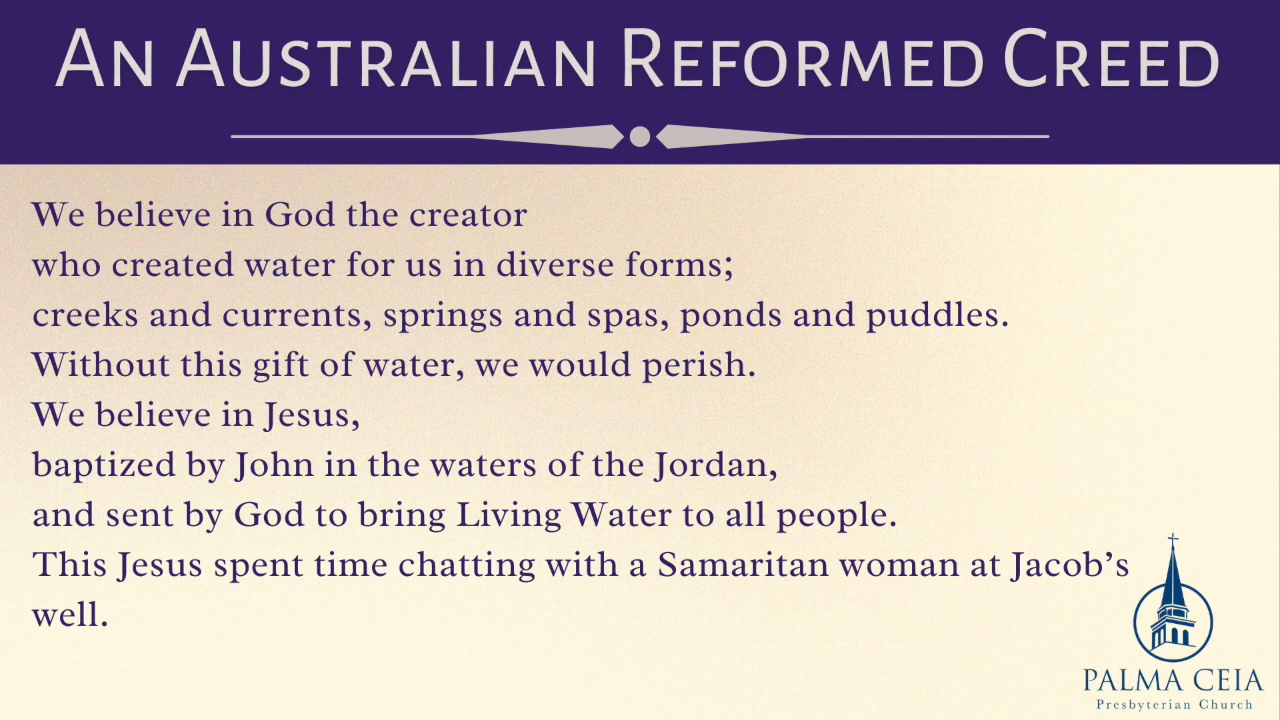 An Australian Reformed Creed
We believe in God the creator
who created water for us in diverse forms;
creeks and currents, springs and spas, ponds and puddles.
Without this gift of water, we would perish.
We believe in Jesus,
baptized by John in the waters of the Jordan,
and sent by God to bring Living Water to all people.
This Jesus spent time chatting with a Samaritan woman at Jacob’s
well.
PALMA CEIA
Presbyterian Church